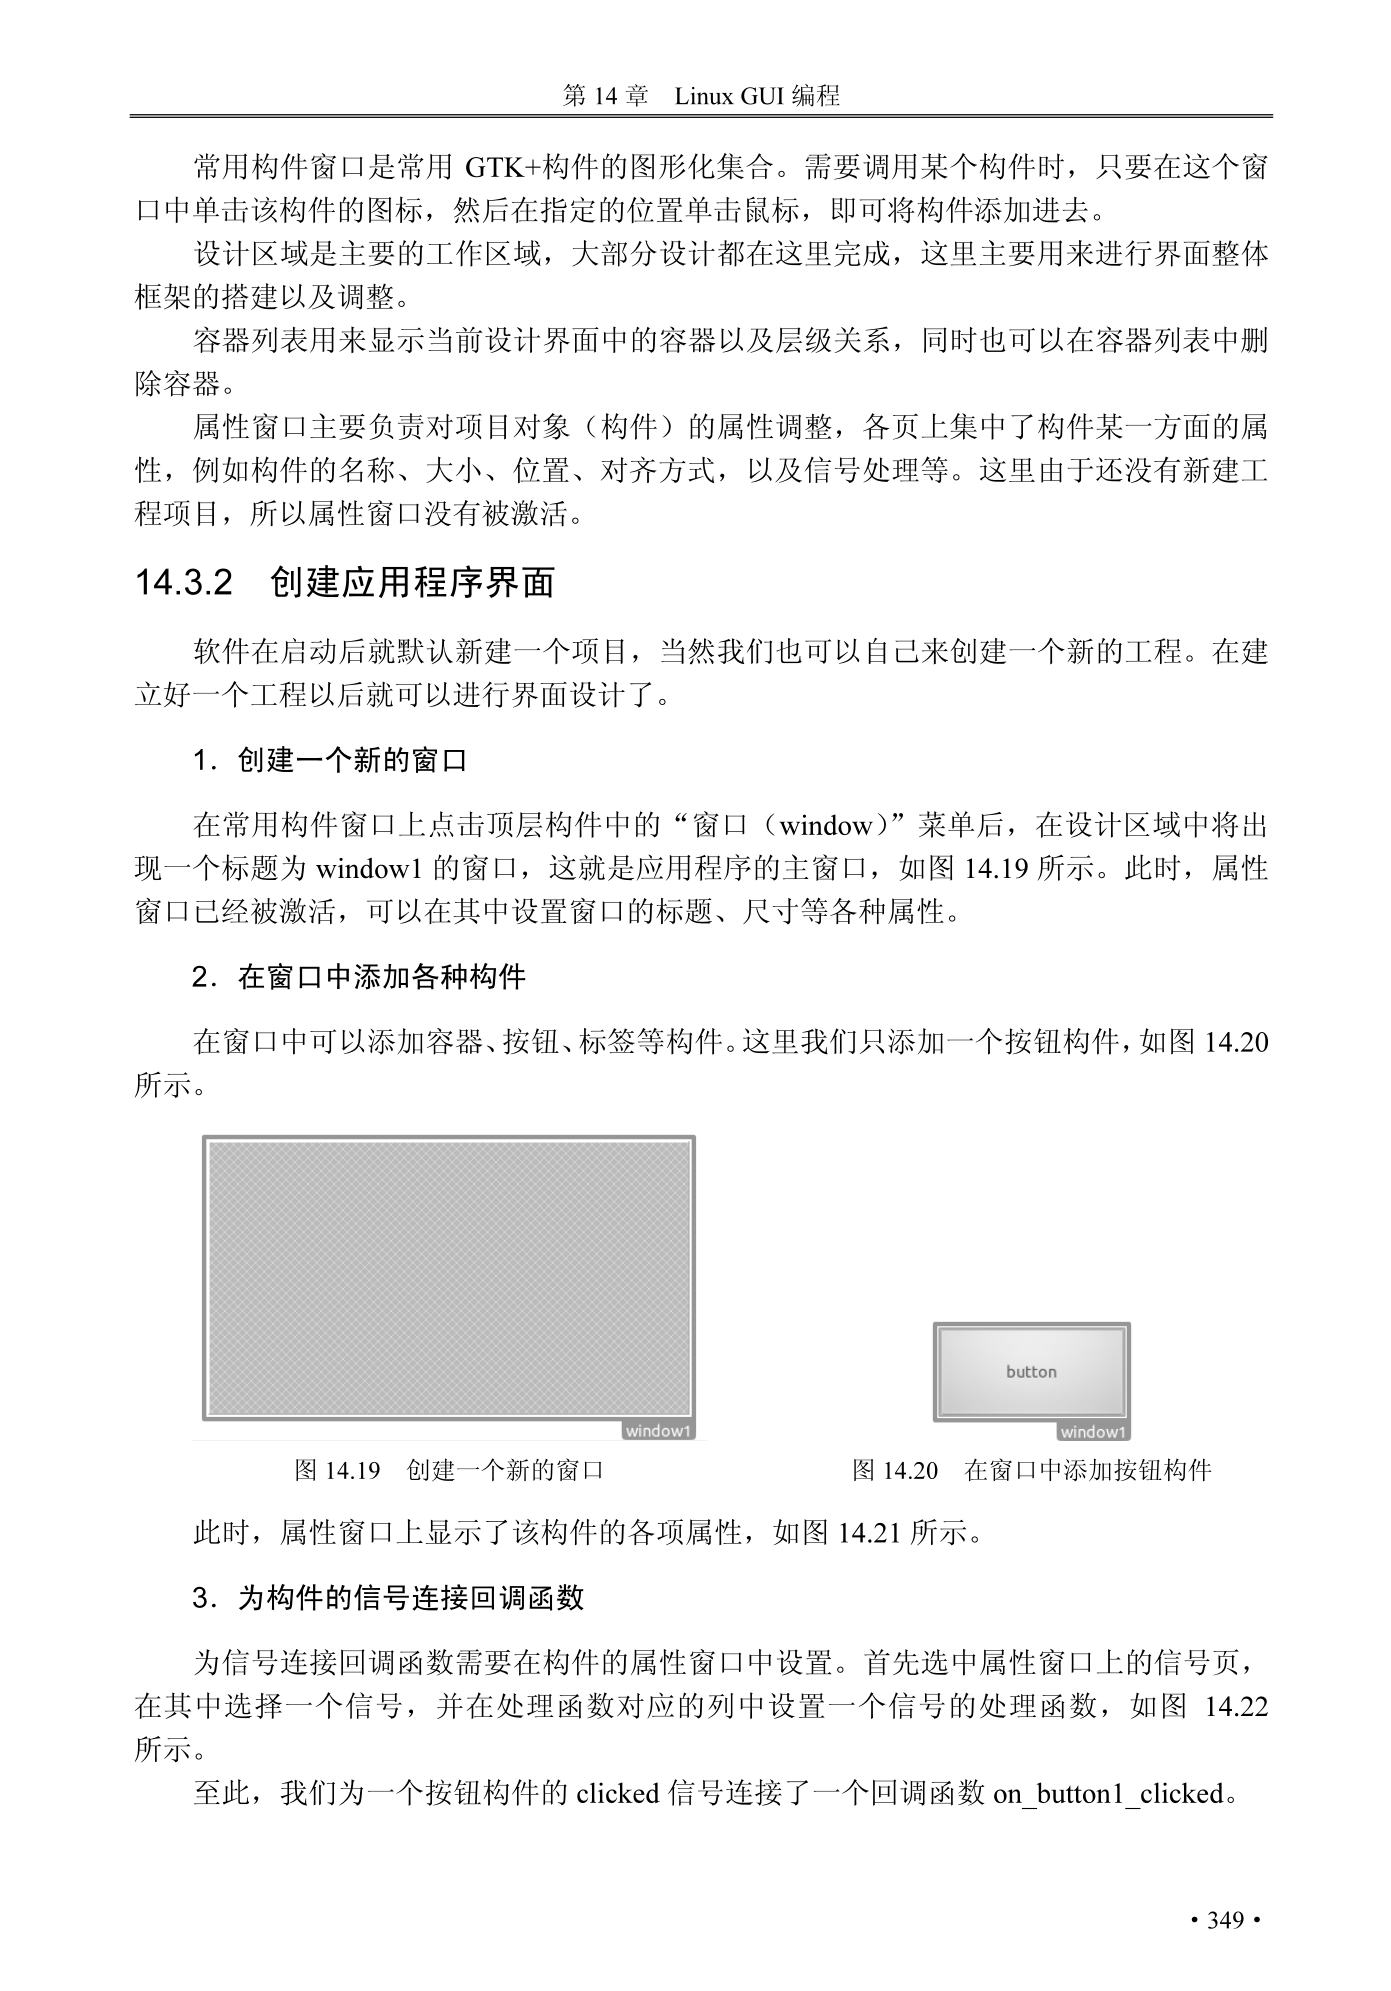 第 14 章　Linux GUI 编程
常用构件窗口是常用 GTK+构件的图形化集合。需要调用某个构件时，只要在这个窗
口中单击该构件的图标，然后在指定的位置单击鼠标，即可将构件添加进去。
设计区域是主要的工作区域，大部分设计都在这里完成，这里主要用来进行界面整体
框架的搭建以及调整。
容器列表用来显示当前设计界面中的容器以及层级关系，同时也可以在容器列表中删
除容器。
属性窗口主要负责对项目对象（构件）的属性调整，各页上集中了构件某一方面的属
性，例如构件的名称、大小、位置、对齐方式，以及信号处理等。这里由于还没有新建工
程项目，所以属性窗口没有被激活。
14.3.2　创建应用程序界面
软件在启动后就默认新建一个项目，当然我们也可以自己来创建一个新的工程。在建
立好一个工程以后就可以进行界面设计了。
1．创建一个新的窗口
在常用构件窗口上点击顶层构件中的“窗口（window）”菜单后，在设计区域中将出
现一个标题为 window1 的窗口，这就是应用程序的主窗口，如图 14.19 所示。此时，属性
窗口已经被激活，可以在其中设置窗口的标题、尺寸等各种属性。
2．在窗口中添加各种构件
在窗口中可以添加容器、按钮、标签等构件。这里我们只添加一个按钮构件，如图 14.20
所示。
button
window1
window1
图 14.19　创建一个新的窗口
图 14.20　在窗口中添加按钮构件
此时，属性窗口上显示了该构件的各项属性，如图 14.21 所示。
3．为构件的信号连接回调函数
为信号连接回调函数需要在构件的属性窗口中设置。首先选中属性窗口上的信号页，
在其中选择一个信号，并在处理函数对应的列中设置一个信号的处理函数，如图 14.22
所示。
至此，我们为一个按钮构件的 clicked 信号连接了一个回调函数 on_button1_clicked。
• 349 •